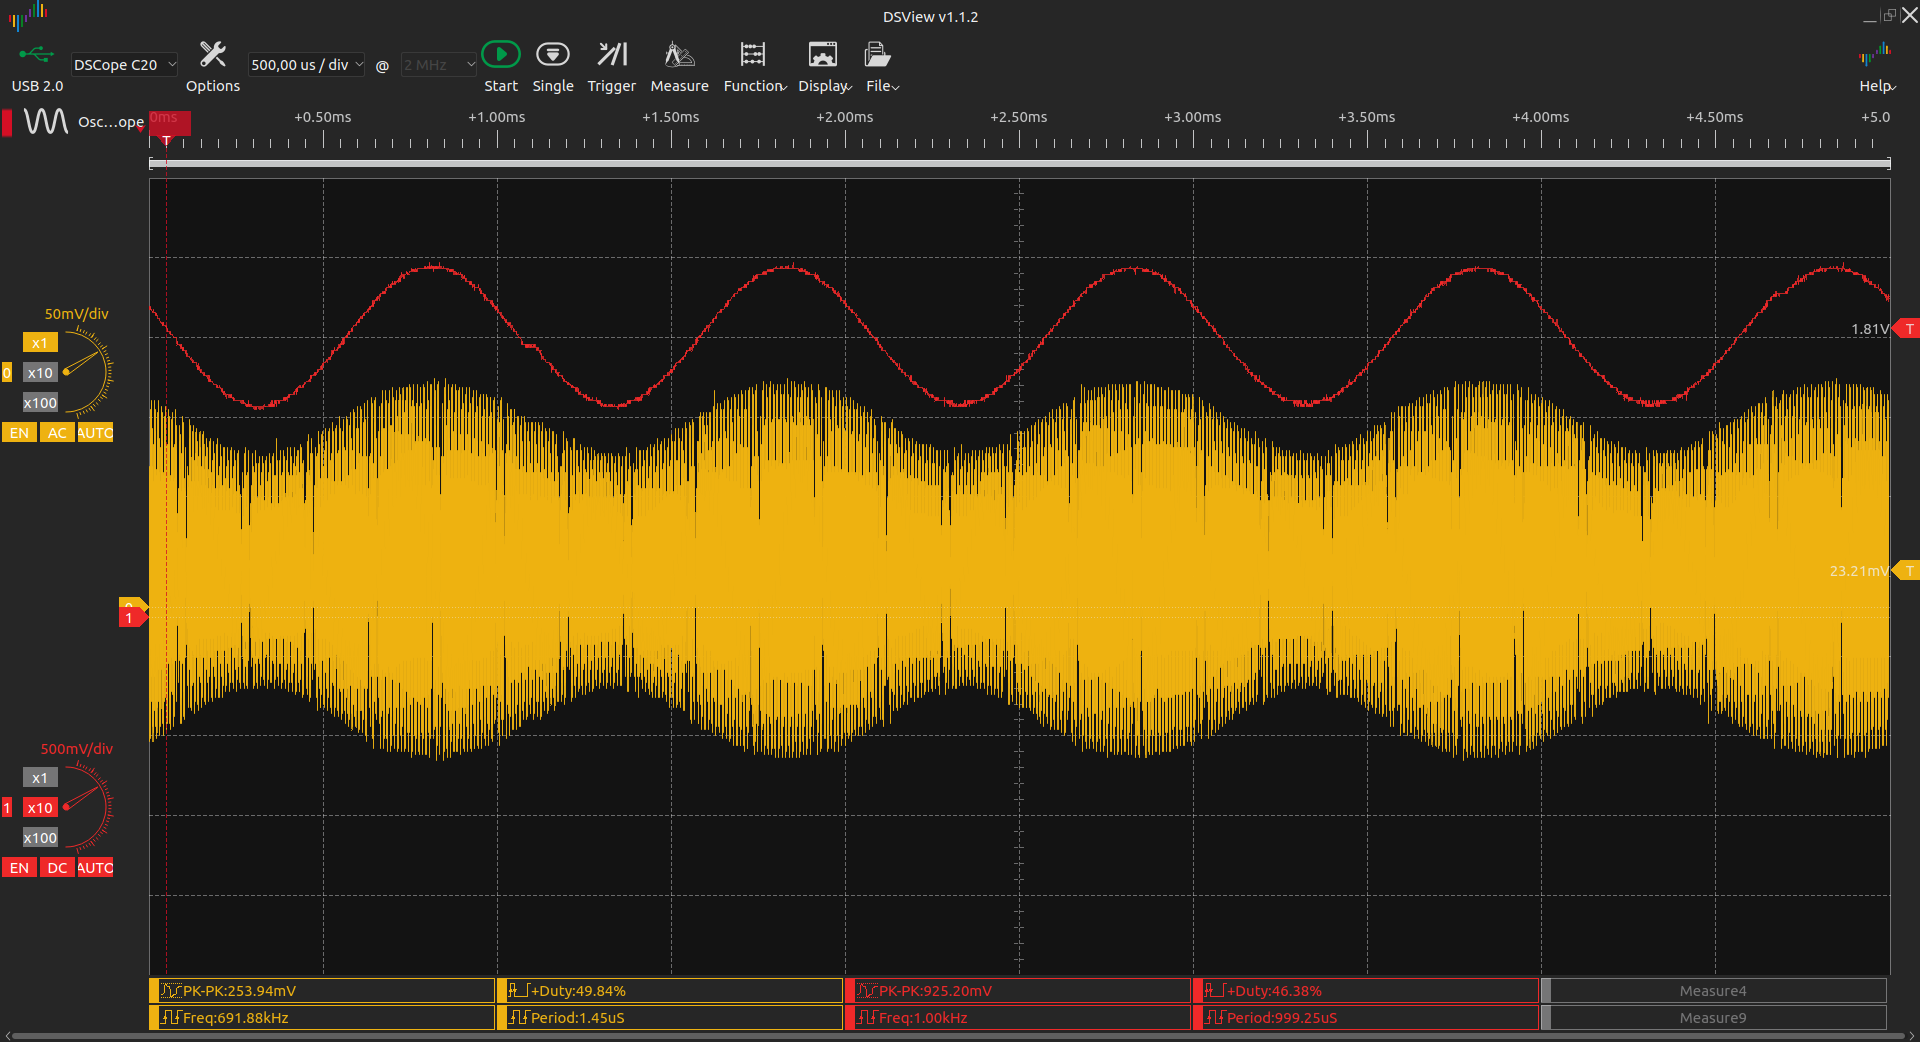 DSView v1.1.2
DSCope C20 500,00 us / div @ 2 MHz
USB 2.0 Options Start Single Trigger Measure Function Display File Help
Osc...ope 0ms +0.50ms +1.00ms +1.50ms +2.00ms +2.50ms +3.00ms +3.50ms +4.00ms +4.50ms +5.0
T
50mV/div
1.81V T
x1
0 x10
x100
EN AC AUTO
23.21mV T
0
1
500mV/div
x1
1 x10
x100
EN DC AUTO
PK-PK:253.94mV +Duty:49.84% PK-PK:925.20mV +Duty:46.38% Measure4
Freq:691.88kHz Period:1.45uS Freq:1.00kHz Period:999.25uS Measure9